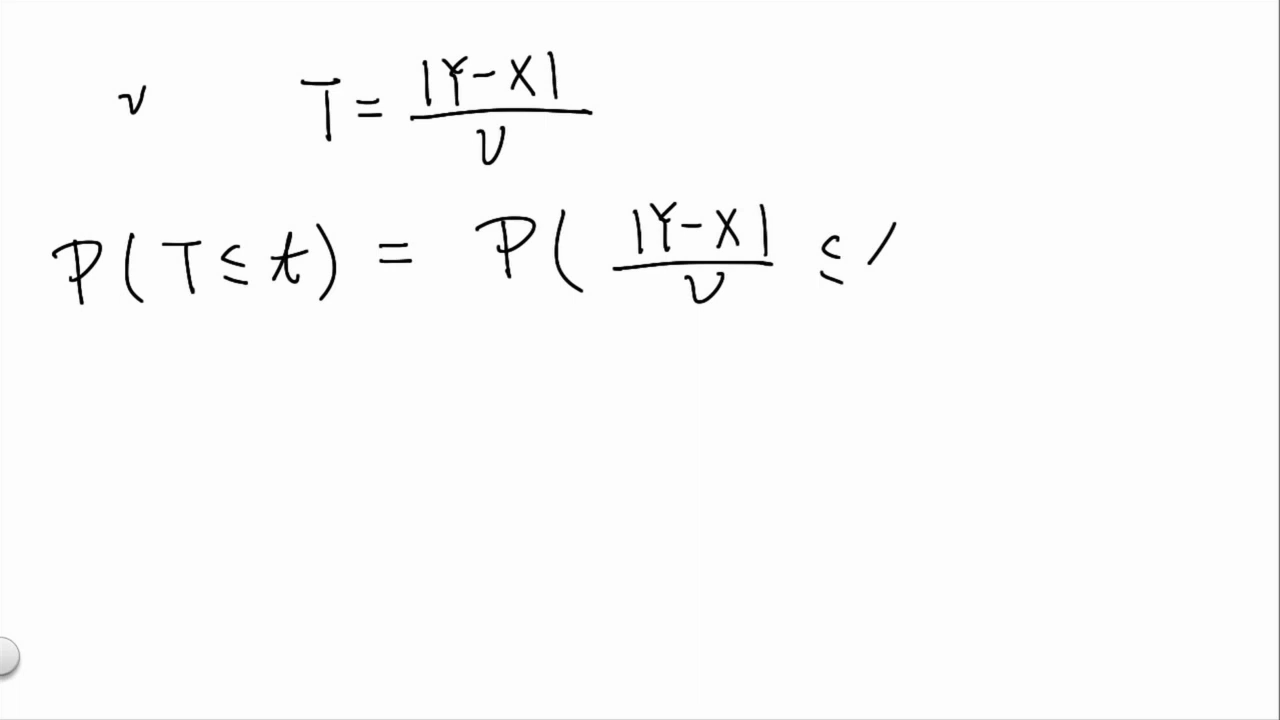 v T = |Y - X| / v
P( T ≤ t ) = P( |Y - X| / v ≤